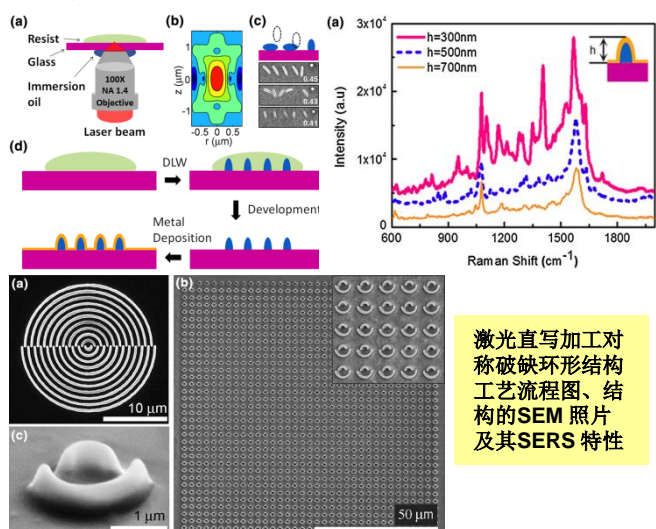 (a)
Resist
Glass
Immersion
oil
100X
NA 1.4
Objective
Laser beam
(b)
z (μm)
1
0
-1
-0.6
0
0.6
r (μm)
(c)
0.45
0.43
0.41
(d)
DLW
Development
Metal
Deposition
(a)
Intensity (a.u)
3x10⁴
2x10⁴
1x10⁴
0
h=300nm
h=500nm
h=700nm
h
600
900
1200
1500
1800
Raman Shift (cm⁻¹)
(a)
10 μm
(b)
50 μm
(c)
1 μm
激光直写加工对
称破缺环形结构
工艺流程图、结
构的SEM 照片
及其SERS 特性